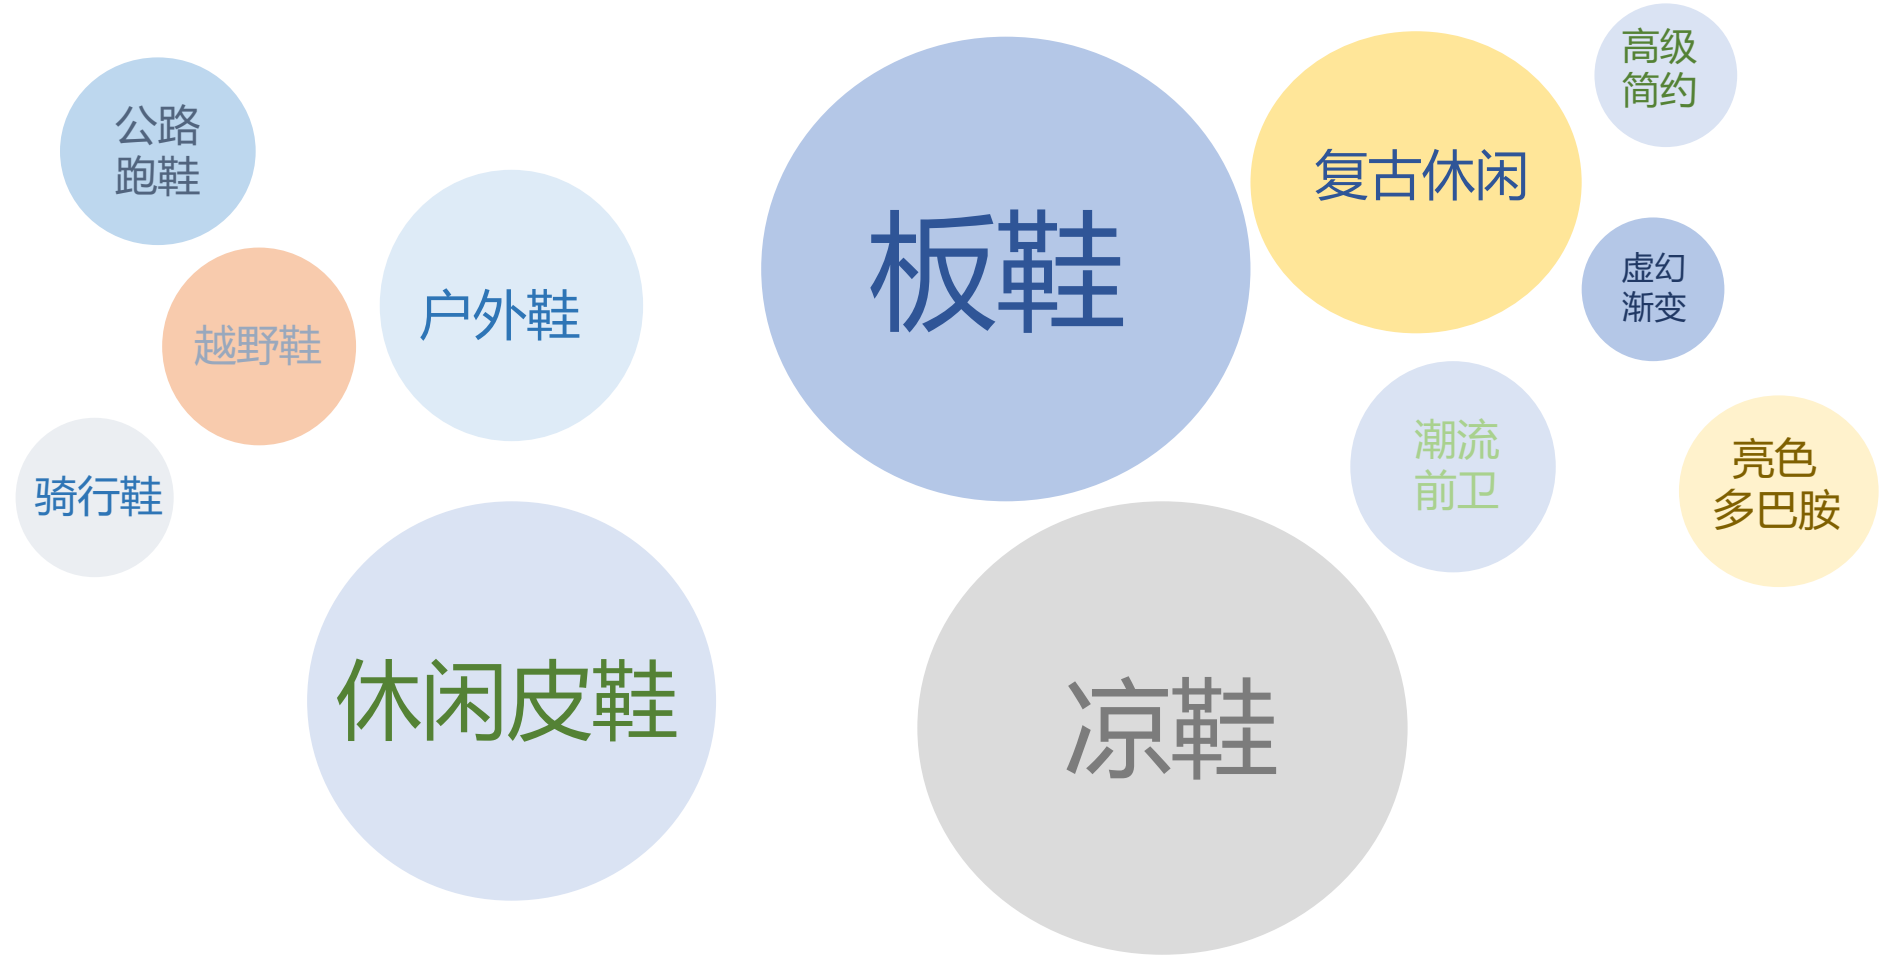 公路
跑鞋
越野鞋
户外鞋
骑行鞋
休闲皮鞋
板鞋
凉鞋
复古休闲
高级
简约
虚幻
渐变
潮流
前卫
亮色
多巴胺